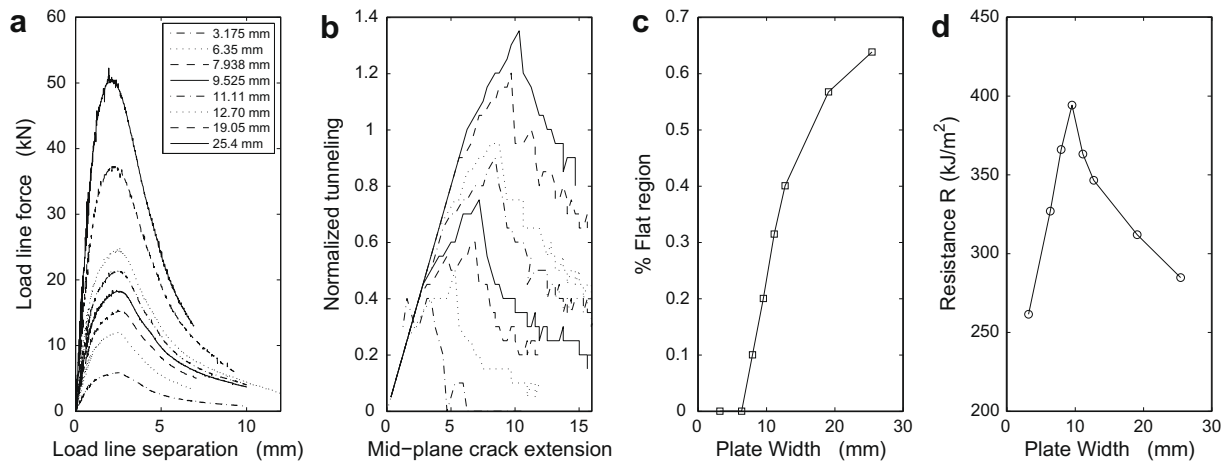 a
60
50
40
30
20
10
0
Load line force (kN)
0 5 10
Load line separation (mm)
3.175 mm
6.35 mm
7.938 mm
9.525 mm
11.11 mm
12.70 mm
19.05 mm
25.4 mm
b
1.4
1.2
1
0.8
0.6
0.4
0.2
0
Normalized tunneling
0 5 10 15
Mid−plane crack extension (mm)
c
0.7
0.6
0.5
0.4
0.3
0.2
0.1
0
% Flat region
0 10 20 30
Plate Width (mm)
d
450
400
350
300
250
200
Resistance R (kJ/m²)
0 10 20 30
Plate Width (mm)